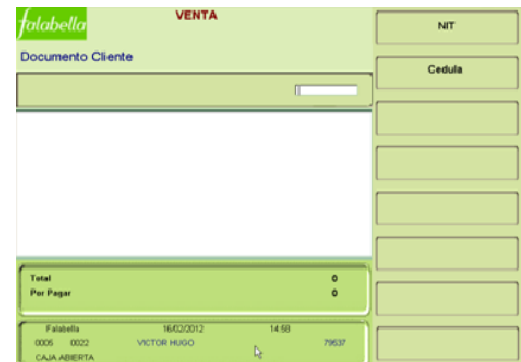 falabella
VENTA
NIT
Documento Cliente
Cedula
Total 0
Por Pagar 0
Falabella 16/02/2012 14:58
0005 0022 VICTOR HUGO 79537
CAJA ABIERTA